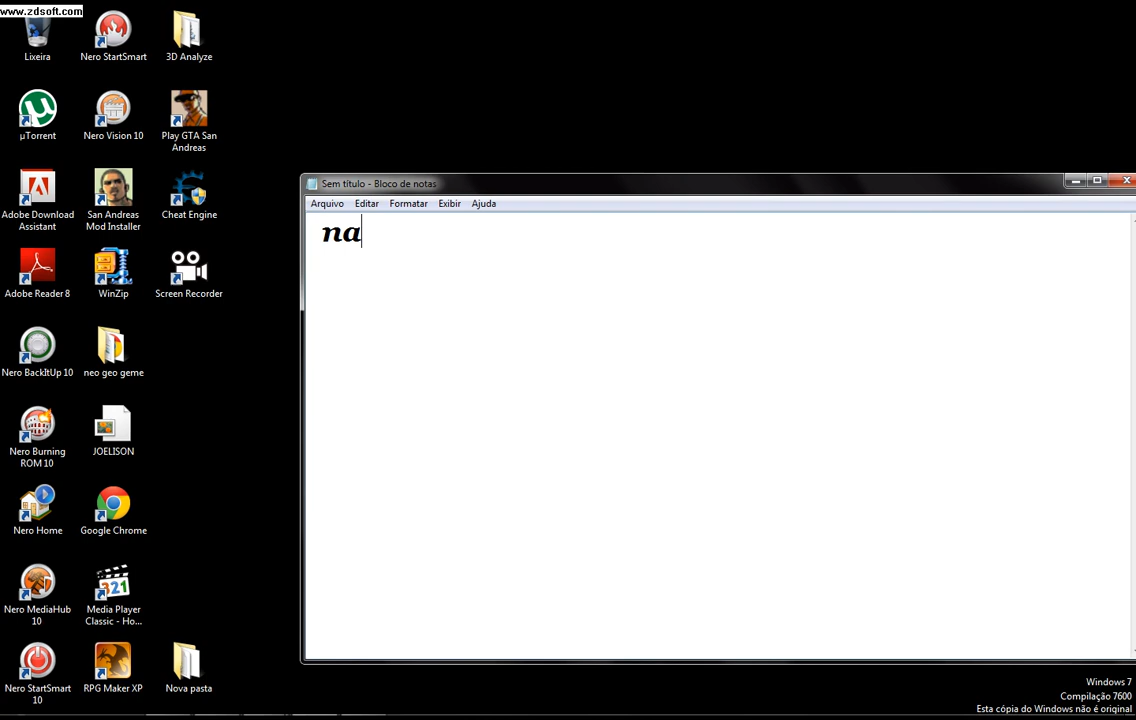 www.zdsoft.com
Lixeira
Nero StartSmart
3D Analyze
µTorrent
Nero Vision 10
Play GTA San
Andreas
Adobe Download
Assistant
San Andreas
Mod Installer
Cheat Engine
Adobe Reader 8
WinZip
Screen Recorder
Nero BackItUp 10
neo geo geme
Nero Burning
ROM 10
JOELISON
Nero Home
Google Chrome
Nero MediaHub
10
Media Player
Classic - Ho...
Nero StartSmart
10
RPG Maker XP
Nova pasta
Sem título - Bloco de notas
Arquivo Editar Formatar Exibir Ajuda
na
Windows 7
Compilação 7600
Esta cópia do Windows não é original